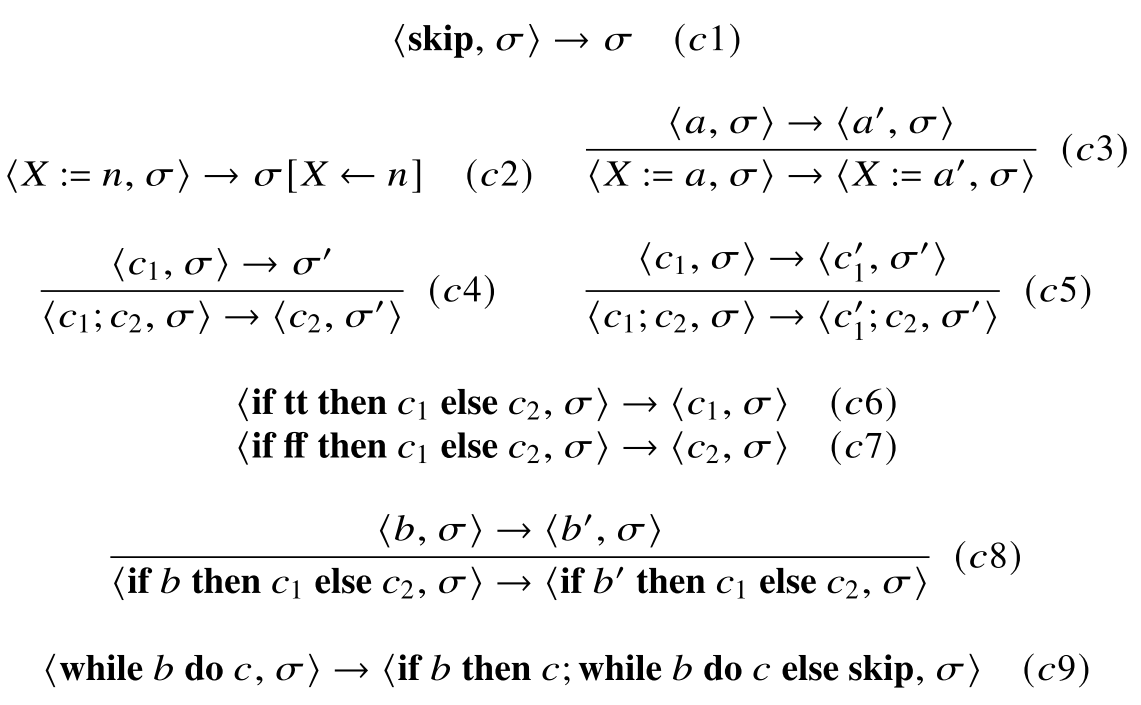 ⟨skip, σ⟩ → σ (c1)
⟨a, σ⟩ → ⟨a′, σ⟩
⟨X := n, σ⟩ → σ[X ← n] (c2) ⟨X := a, σ⟩ → ⟨X := a′, σ⟩ (c3)
⟨c₁, σ⟩ → σ′ ⟨c₁, σ⟩ → ⟨c₁′, σ′⟩
⟨c₁; c₂, σ⟩ → ⟨c₂, σ′⟩ (c4) ⟨c₁; c₂, σ⟩ → ⟨c₁′; c₂, σ′⟩ (c5)
⟨if tt then c₁ else c₂, σ⟩ → ⟨c₁, σ⟩ (c6)
⟨if ff then c₁ else c₂, σ⟩ → ⟨c₂, σ⟩ (c7)
⟨b, σ⟩ → ⟨b′, σ⟩
⟨if b then c₁ else c₂, σ⟩ → ⟨if b′ then c₁ else c₂, σ⟩ (c8)
⟨while b do c, σ⟩ → ⟨if b then c; while b do c else skip, σ⟩ (c9)